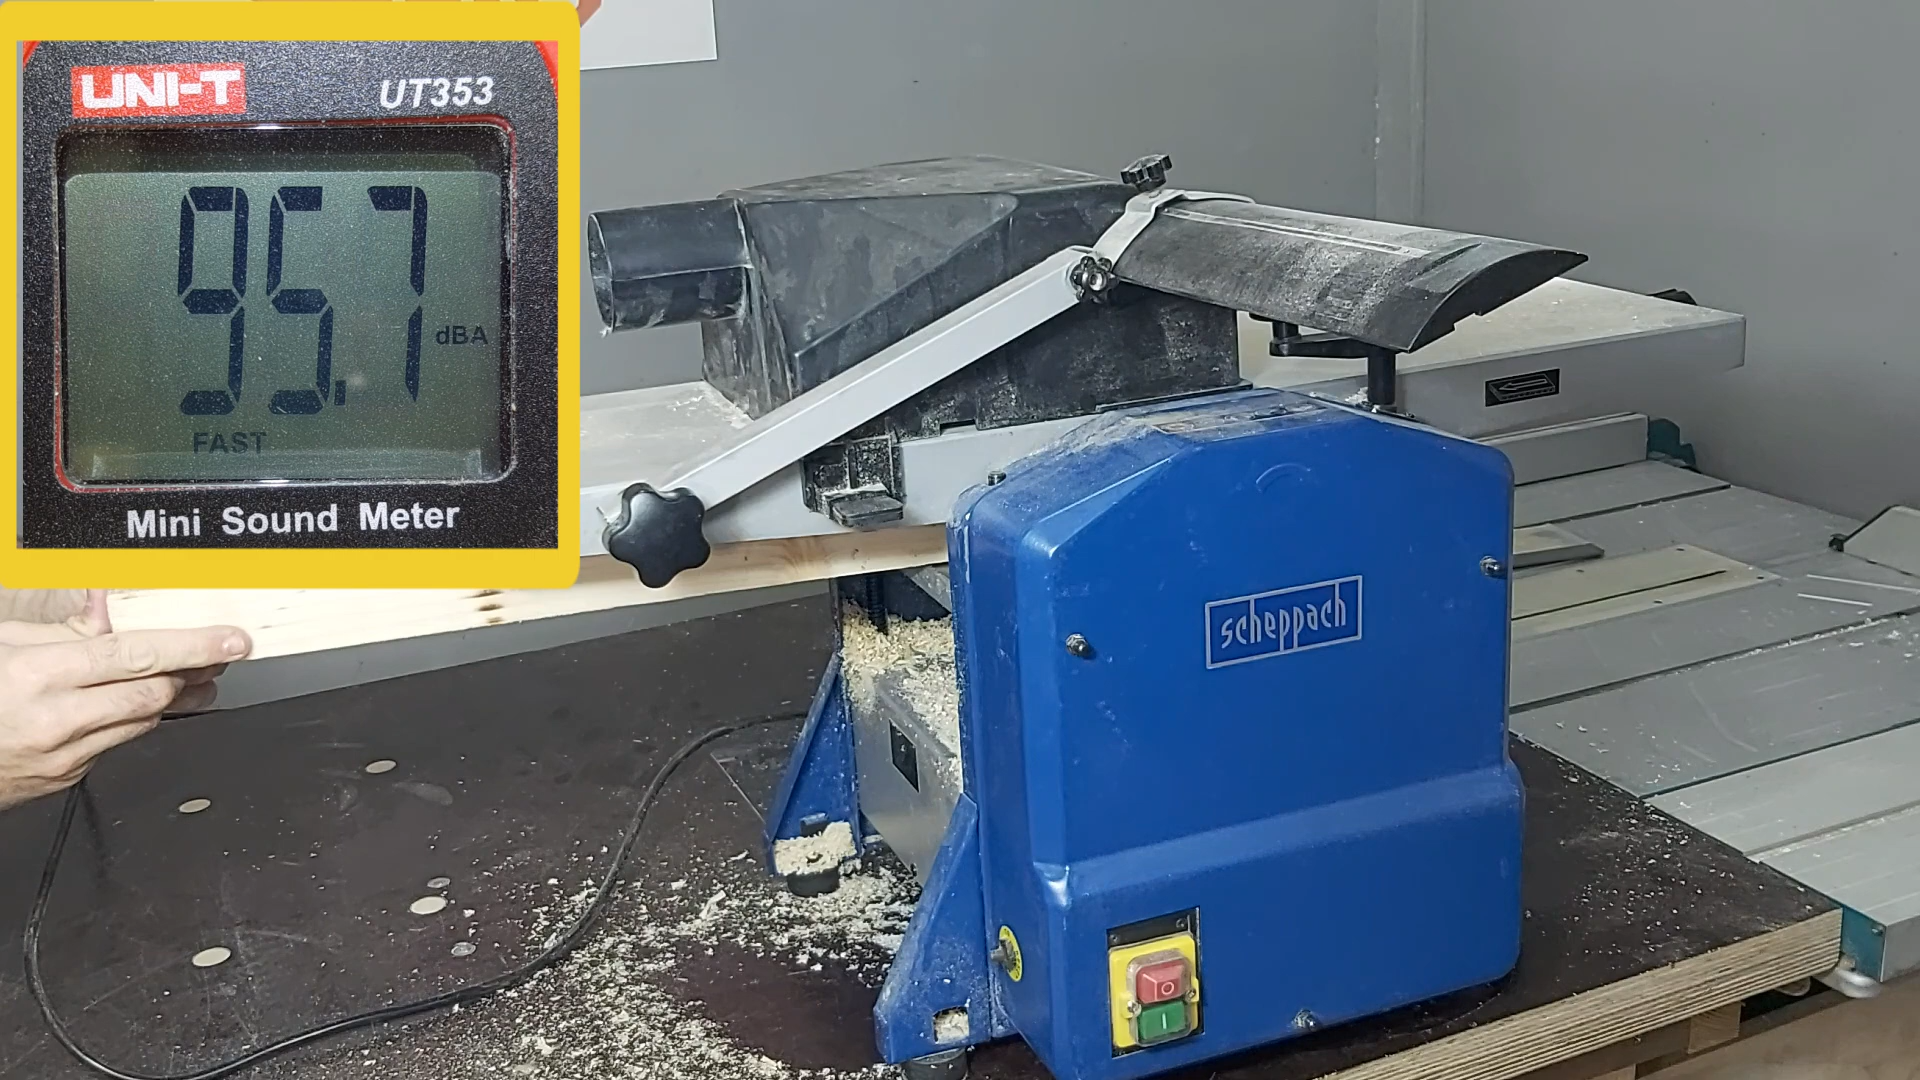 UNI-T
UT353
95.7
dBA
FAST
Mini Sound Meter
scheppach